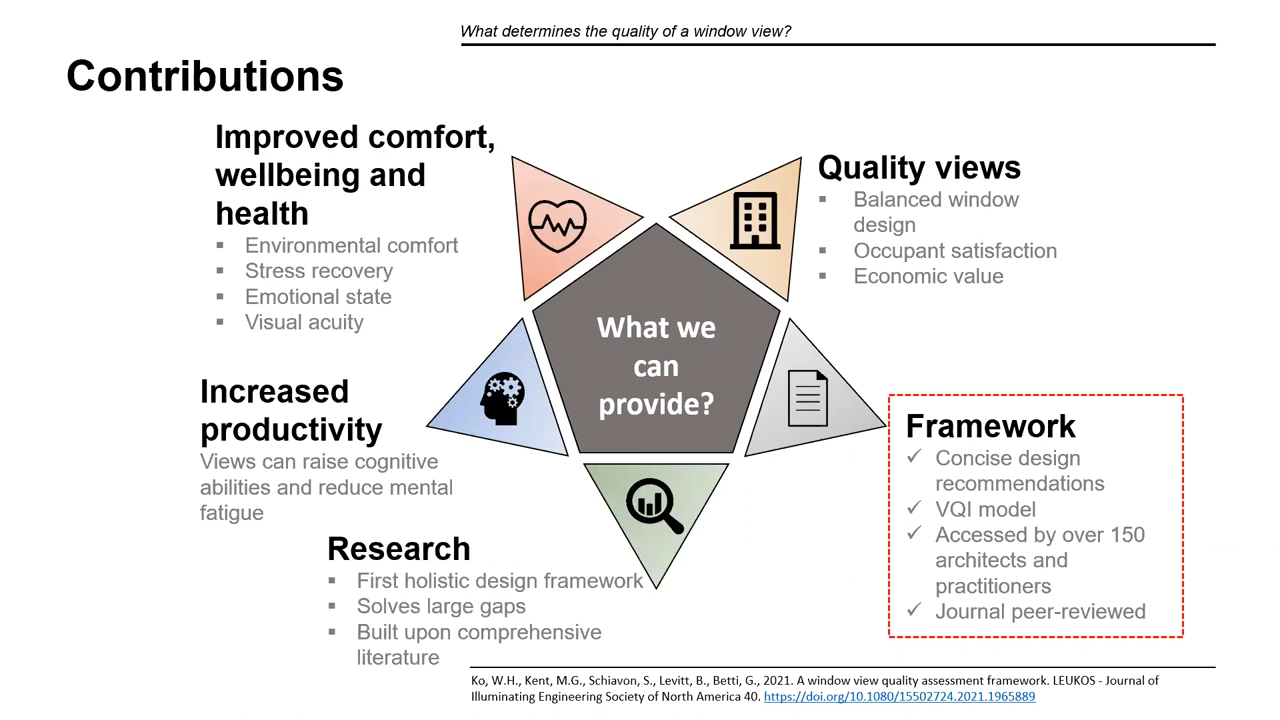 What determines the quality of a window view?
Contributions
Improved comfort,
wellbeing and
health
▪ Environmental comfort
▪ Stress recovery
▪ Emotional state
▪ Visual acuity
Quality views
▪ Balanced window
design
▪ Occupant satisfaction
▪ Economic value
What we
can
provide?
Increased
productivity
Views can raise cognitive
abilities and reduce mental
fatigue
Framework
✓ Concise design
recommendations
✓ VQI model
✓ Accessed by over 150
architects and
practitioners
✓ Journal peer-reviewed
Research
▪ First holistic design framework
▪ Solves large gaps
▪ Built upon comprehensive
literature
Ko, W.H., Kent, M.G., Schiavon, S., Levitt, B., Betti, G., 2021. A window view quality assessment framework. LEUKOS - Journal of
Illuminating Engineering Society of North America 40. https://doi.org/10.1080/15502724.2021.1965889